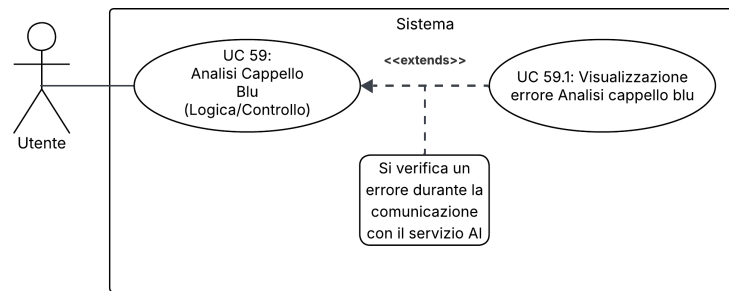 Sistema
UC 59:
Analisi Cappello
Blu
(Logica/Controllo)
<<extends>>
UC 59.1: Visualizzazione
errore Analisi cappello blu
Utente
Si verifica un
errore durante la
comunicazione
con il servizio AI